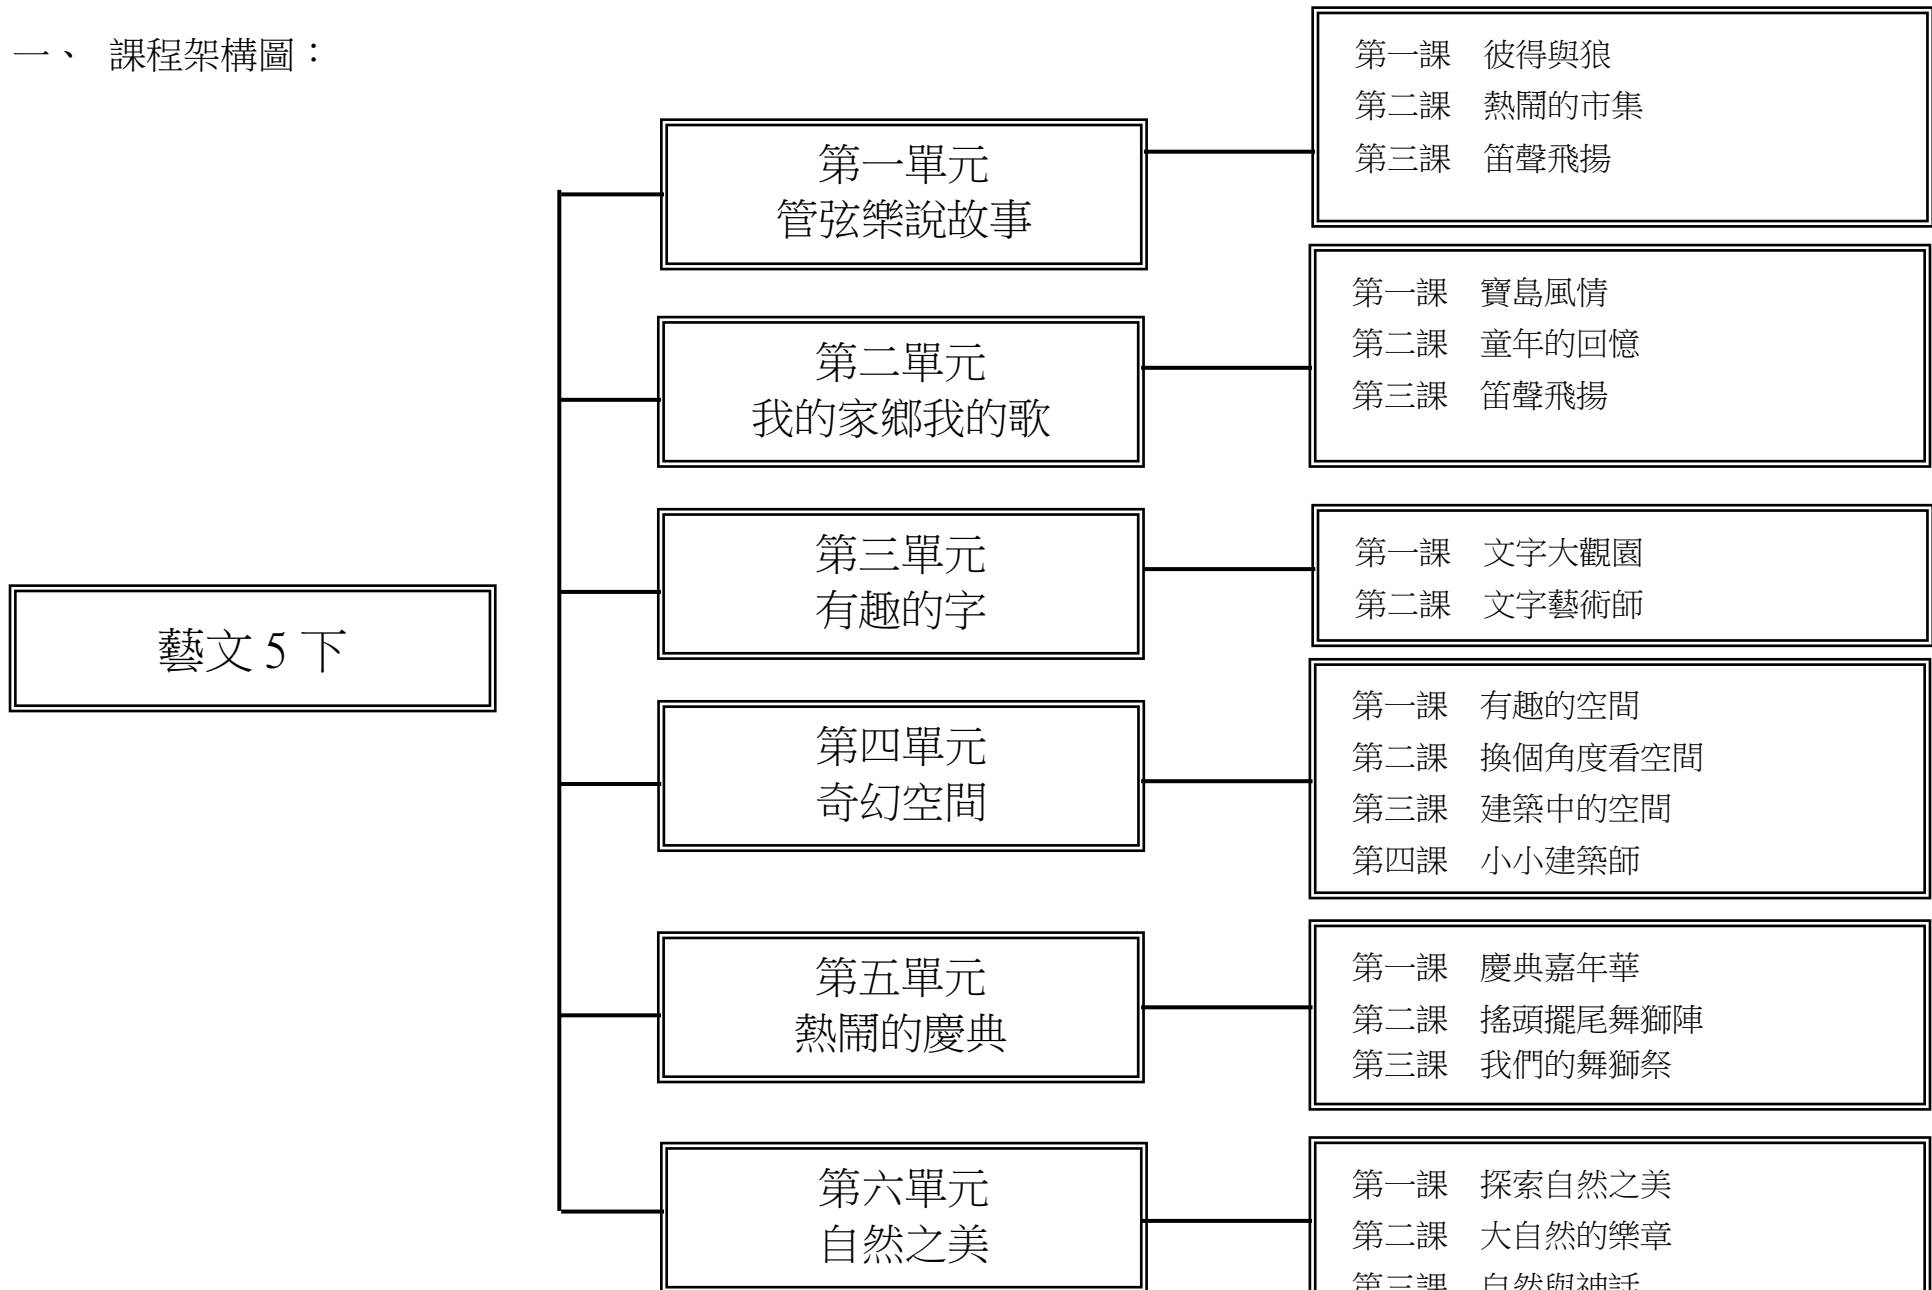 一、 課程架構圖：
藝文 5 下
第一單元
管弦樂說故事
第一課 彼得與狼
第二課 熱鬧的市集
第三課 笛聲飛揚
第二單元
我的家鄉我的歌
第一課 寶島風情
第二課 童年的回憶
第三課 笛聲飛揚
第三單元
有趣的字
第一課 文字大觀園
第二課 文字藝術師
第四單元
奇幻空間
第一課 有趣的空間
第二課 換個角度看空間
第三課 建築中的空間
第四課 小小建築師
第五單元
熱鬧的慶典
第一課 慶典嘉年華
第二課 搖頭擺尾舞獅陣
第三課 我們的舞獅祭
第六單元
自然之美
第一課 探索自然之美
第二課 大自然的樂章
第三課 自然與神話